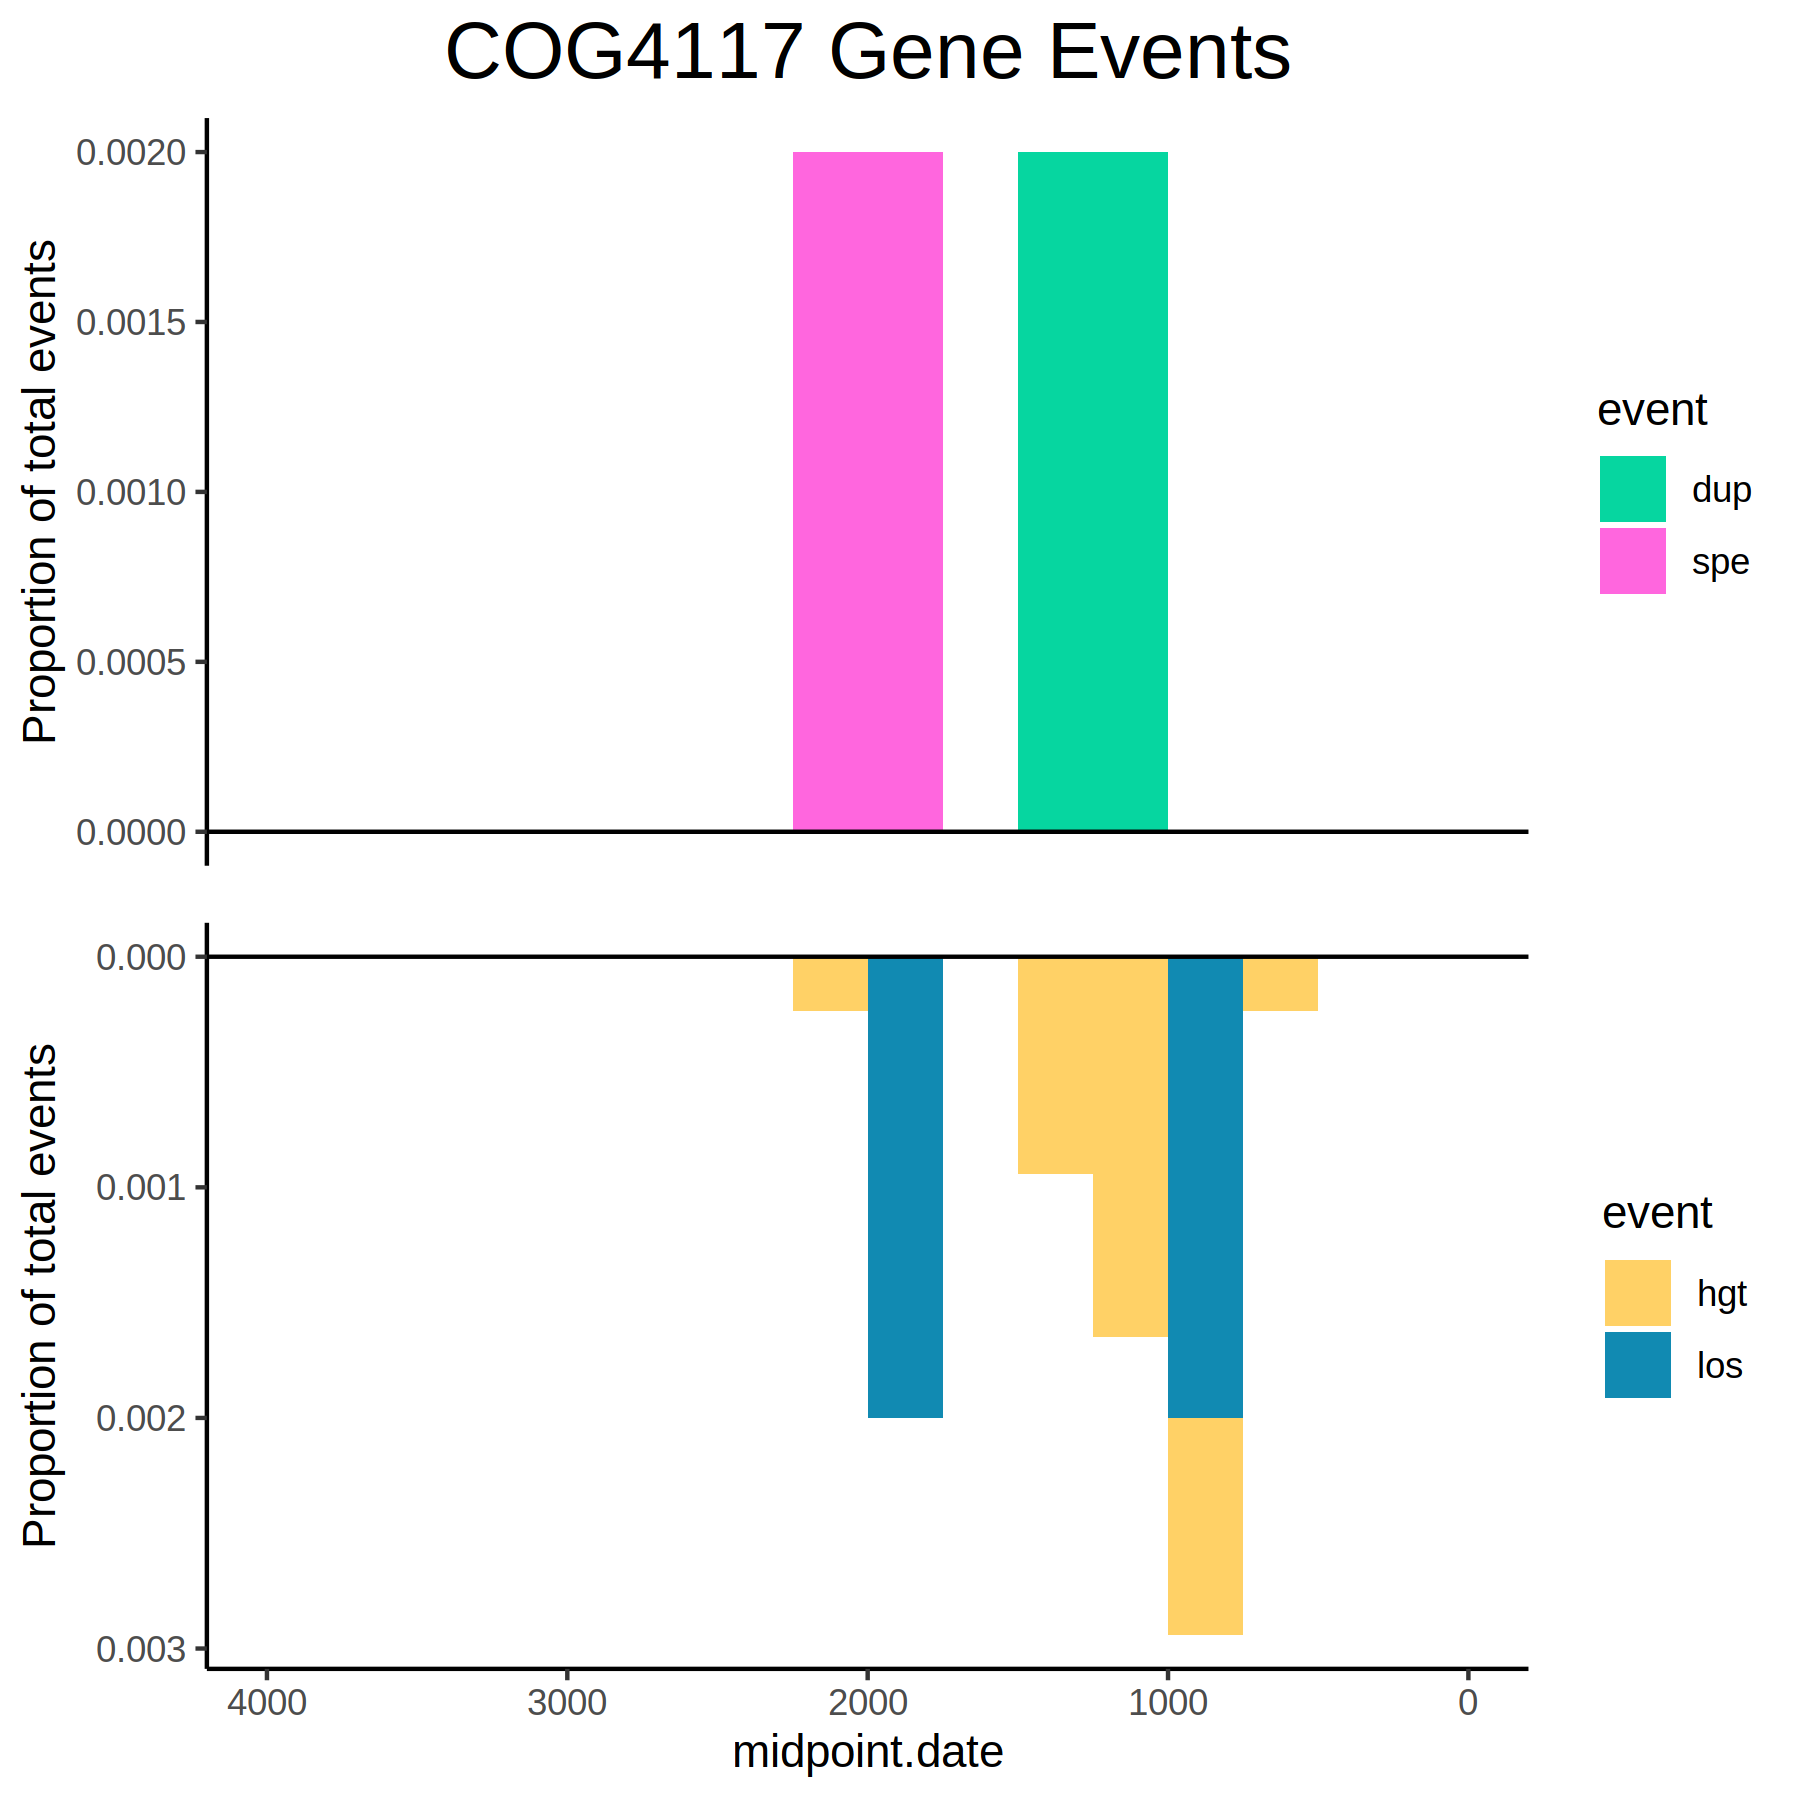 COG4117 Gene Events
Proportion of total events
0.0020
0.0015
0.0010
0.0005
0.0000
event
dup
spe
Proportion of total events
0.000
0.001
0.002
0.003
event
hgt
los
4000 3000 2000 1000 0
midpoint.date